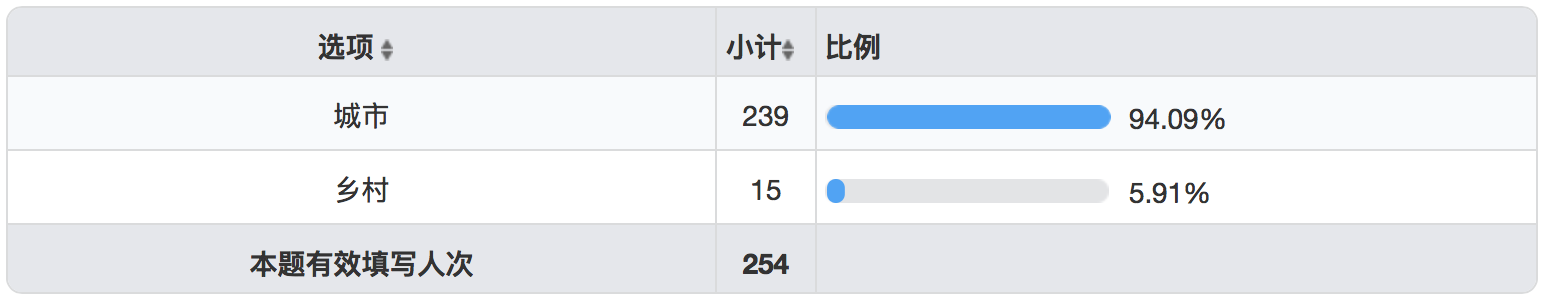 选项 小计 比例
城市 239 94.09%
乡村 15 5.91%
本题有效填写人次 254